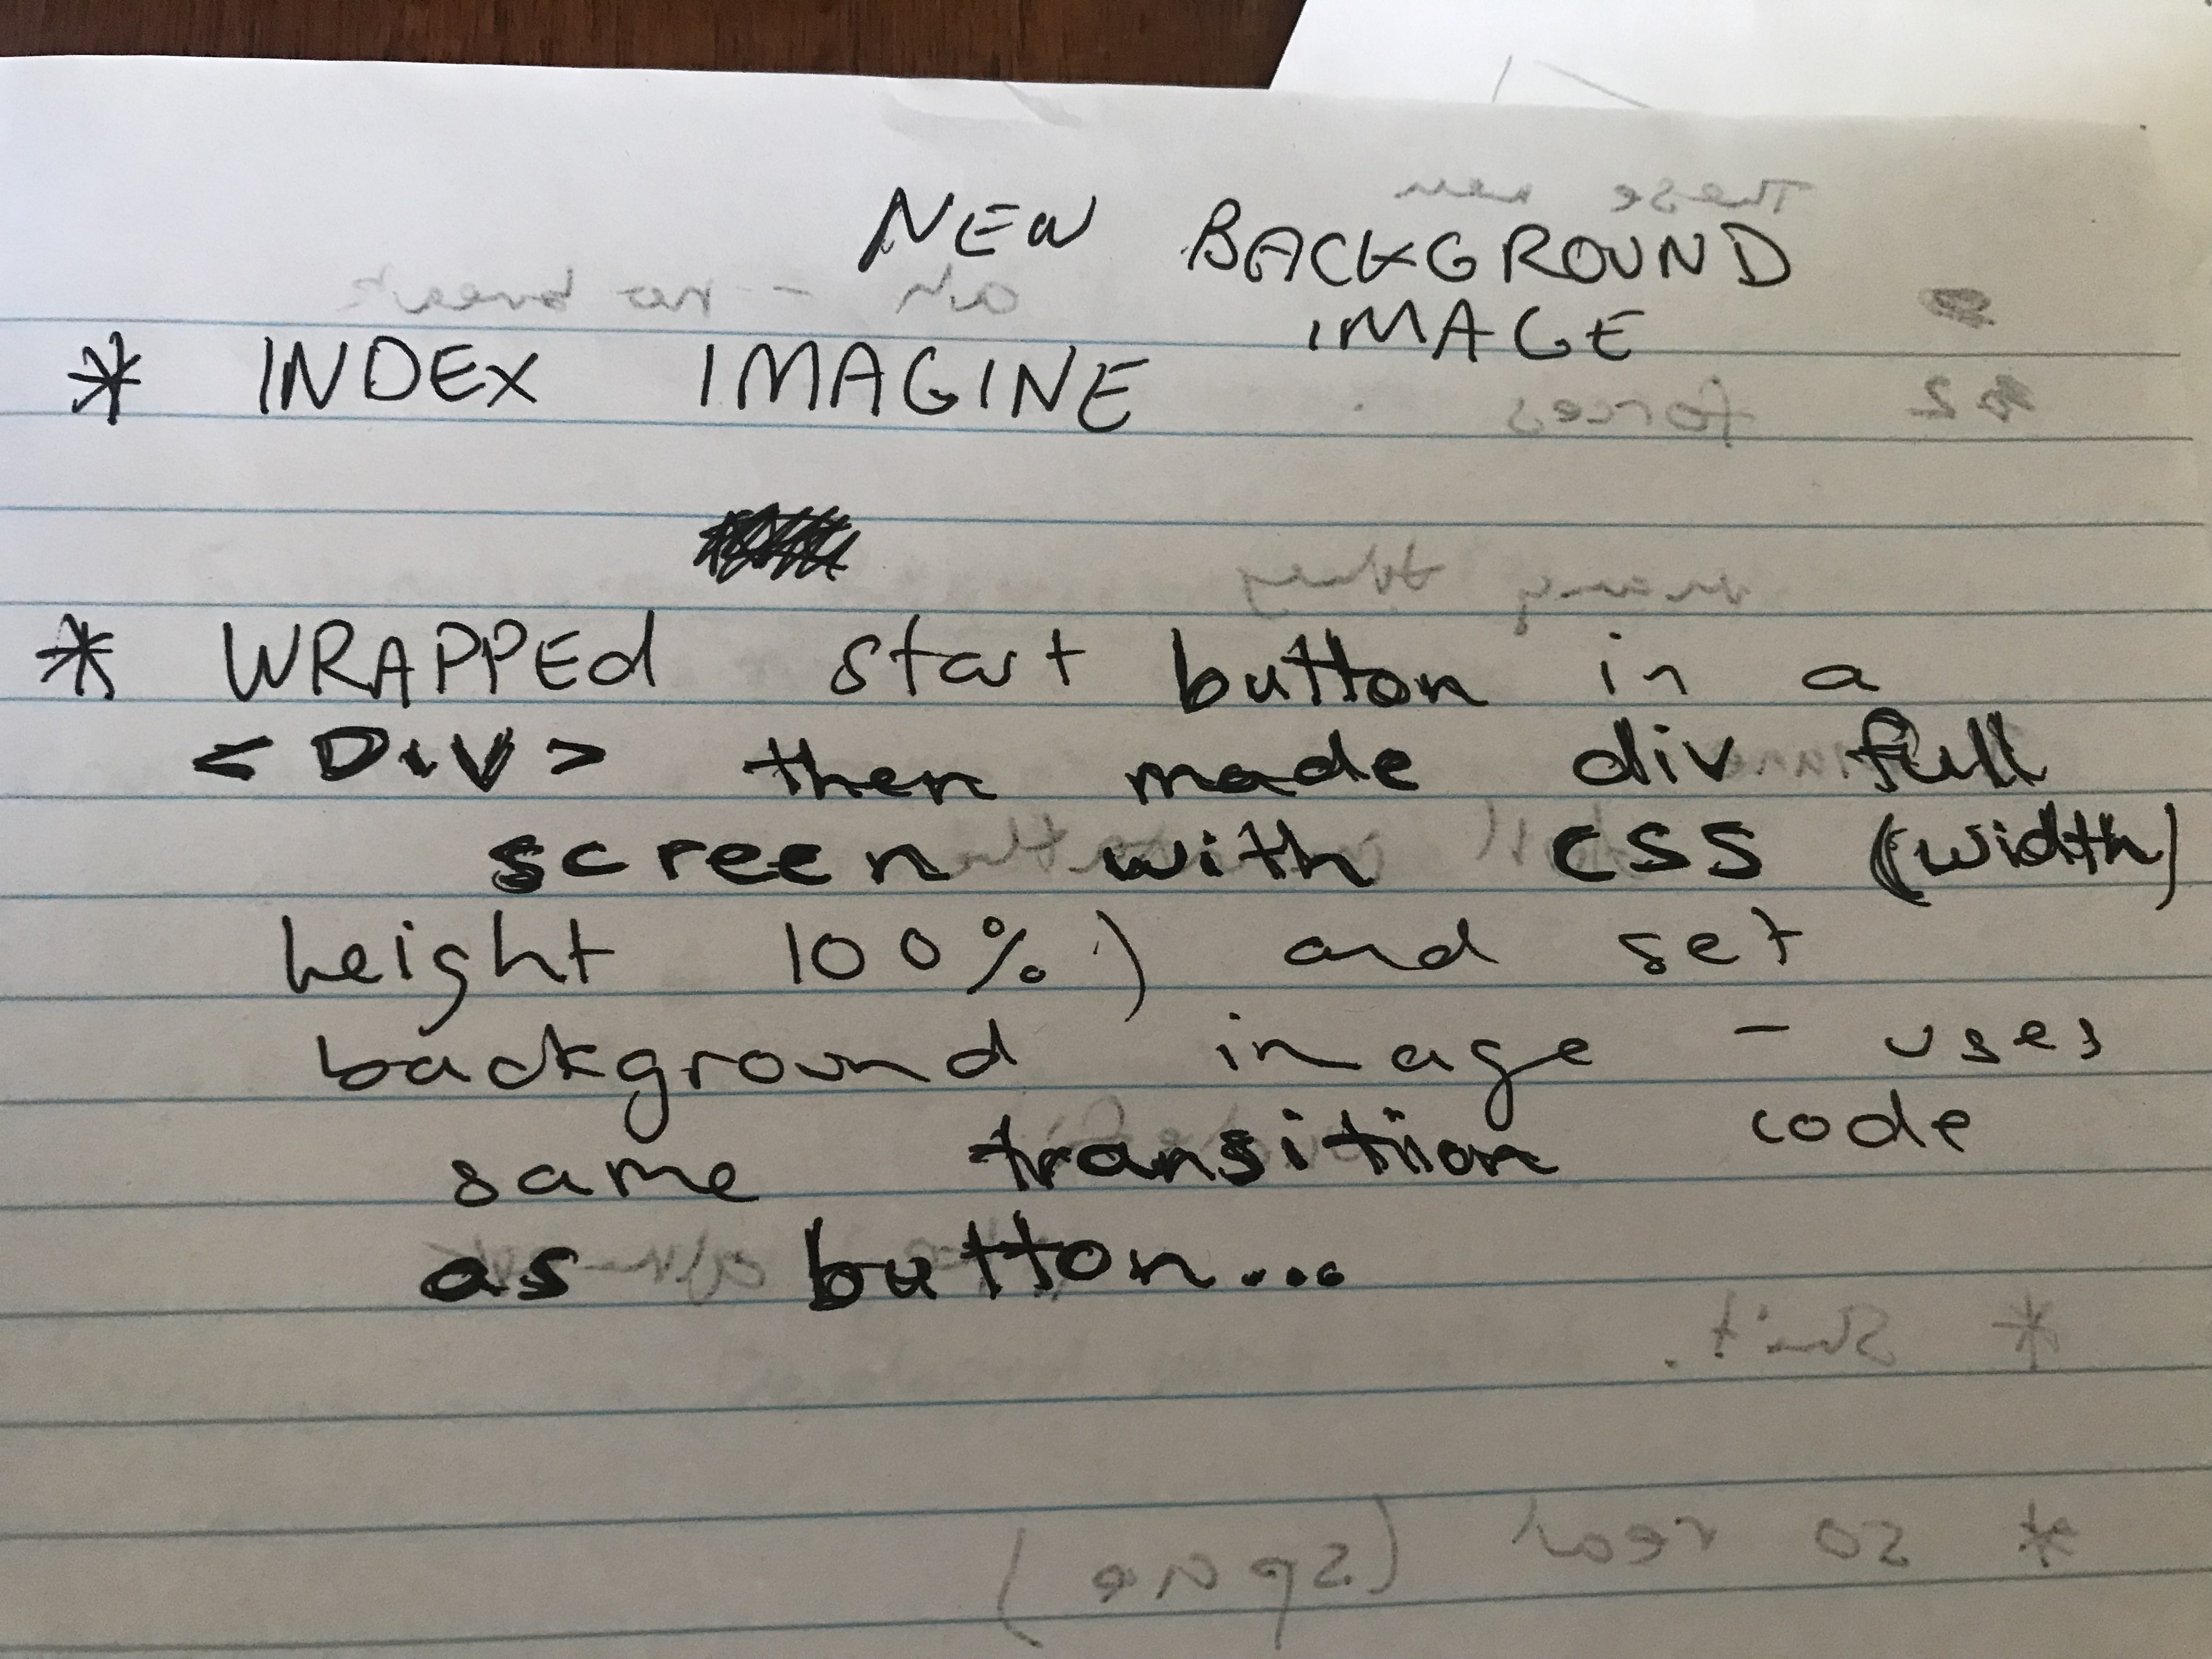 NEW BACKGROUND
IMAGE
* INDEX IMAGINE
* WRAPPED start button in a
< DIV > then made div full
screen with CSS (width)
height 100%;) and set
background image - uses
same transition code
as button...